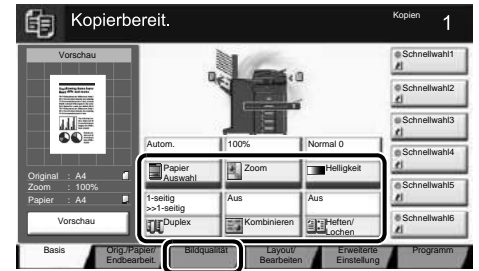 Kopierbereit.
Kopien 1
Vorschau
Original : A4
Zoom : 100%
Papier : A4
Vorschau
Autom. 100% Normal 0
Papier Auswahl
Zoom
Helligkeit
1-seitig >>1-seitig
Aus
Aus
Duplex
Kombinieren
Heften/ Lochen
Schnellwahl1
Schnellwahl2
Schnellwahl3
Schnellwahl4
Schnellwahl5
Schnellwahl6
Basis
Orig./Papier/ Endbearbeit.
Bildqualität
Layout/ Bearbeiten
Erweiterte Einstellung
Programm